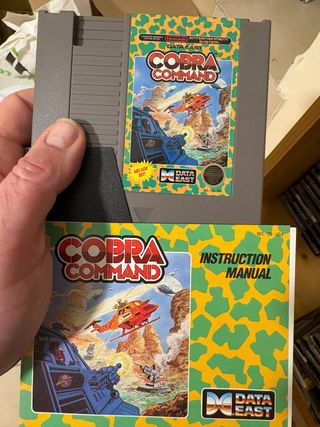 DATA EAST
COBRA
COMMAND
DATA
EAST
COBRA
COMMAND
INSTRUCTION
MANUAL
DATA
EAST